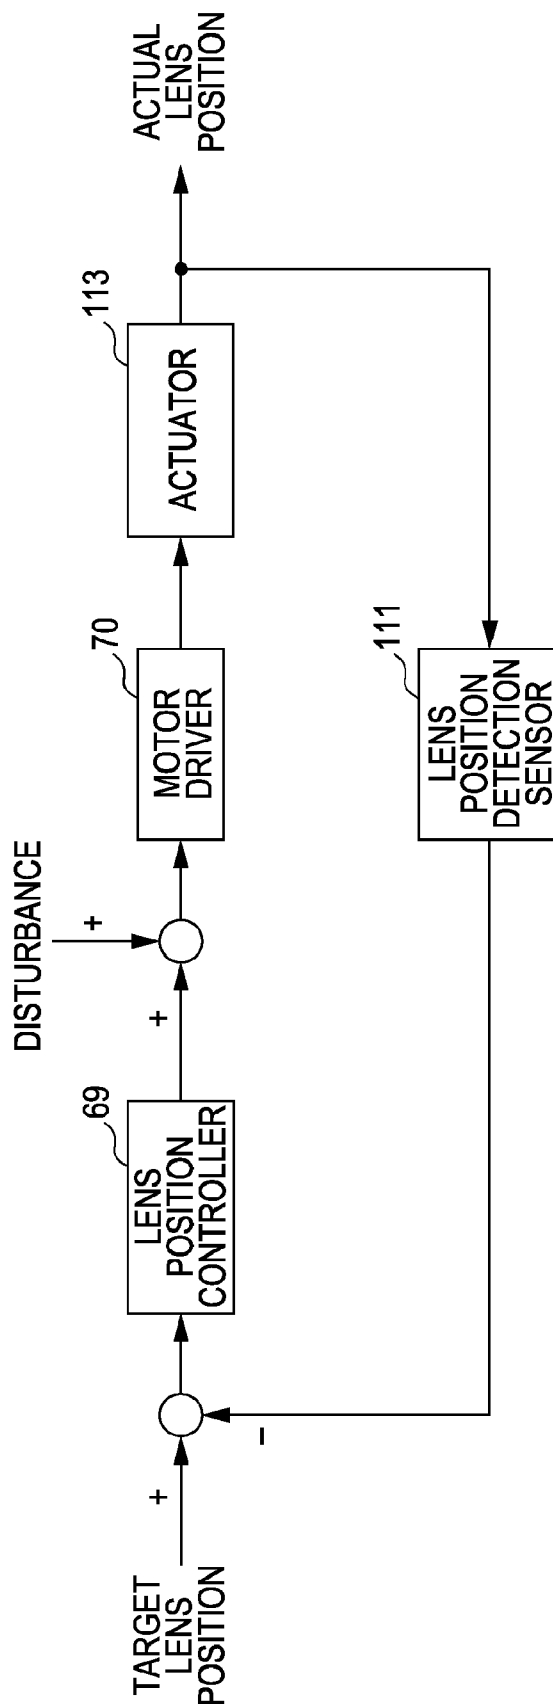 TARGET
LENS
POSITION
+
−
69
LENS
POSITION
CONTROLLER
+
DISTURBANCE
+
70
MOTOR
DRIVER
113
ACTUATOR
ACTUAL
LENS
POSITION
111
LENS
POSITION
DETECTION
SENSOR